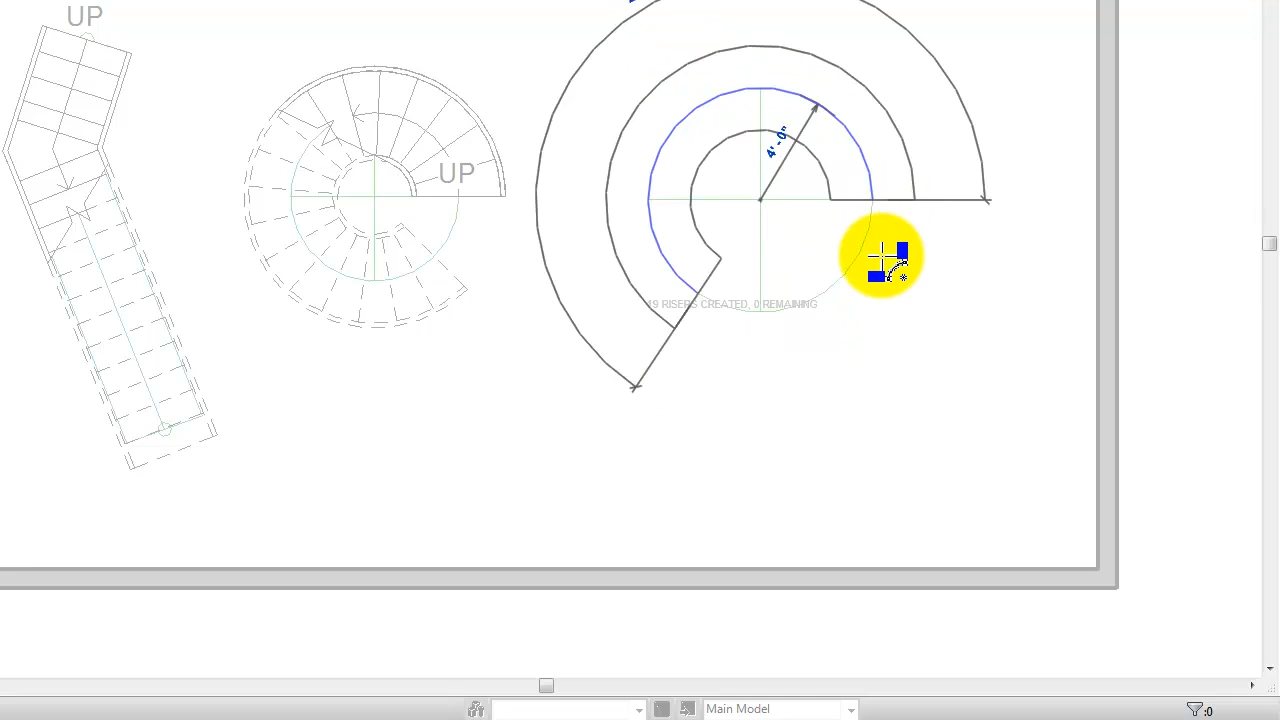 UP
UP
4' - 0"
19 RISERS CREATED, 0 REMAINING
Main Model
:0